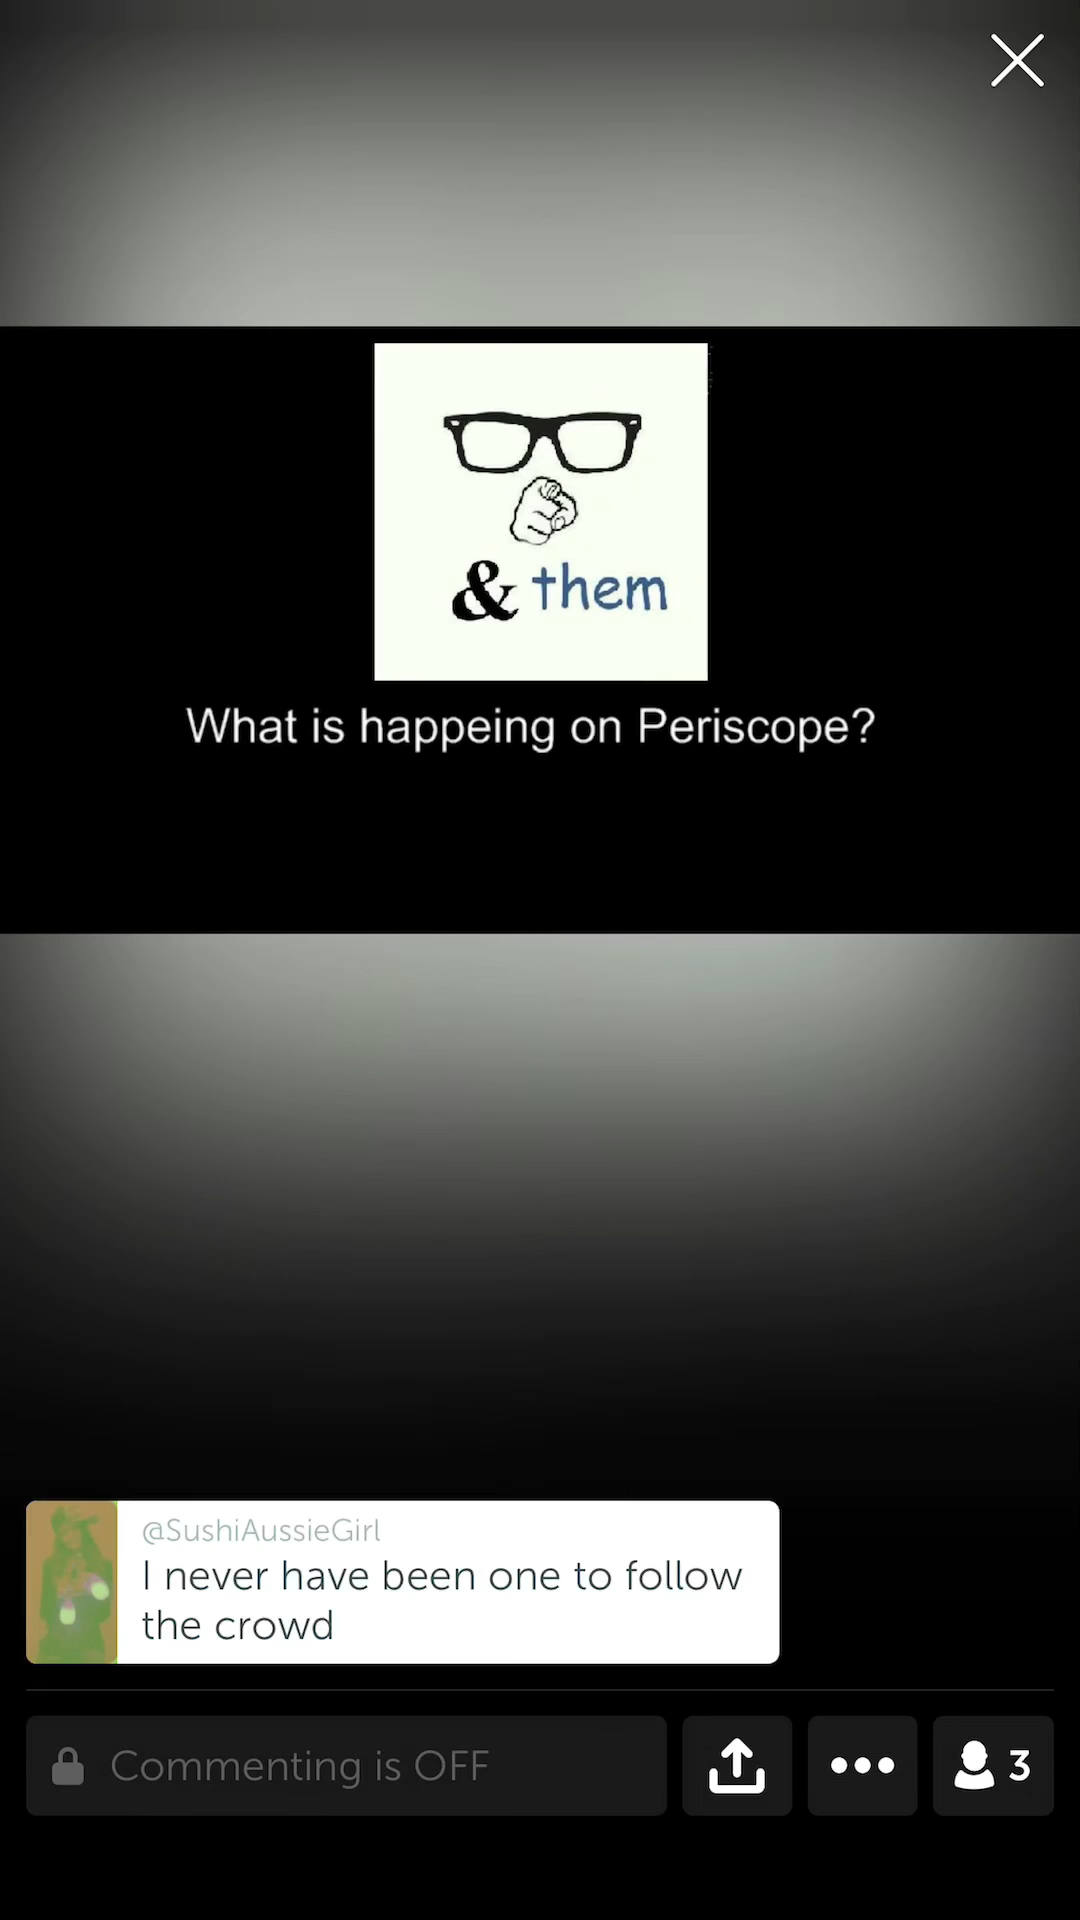 & them
What is happeing on Periscope?
@SushiAussieGirl
I never have been one to follow
the crowd
Commenting is OFF
3